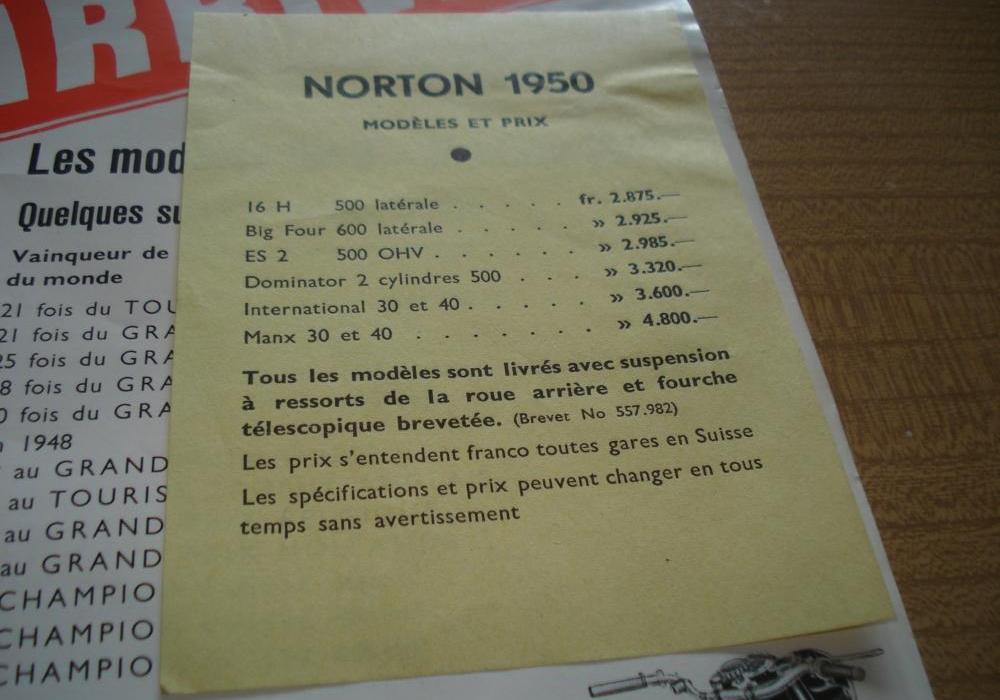 Les mod
Quelques su
Vainqueur de
du monde
21 fois du TOU
21 fois du GRA
25 fois du GRA
8 fois du GRA
0 fois du GRA
1948
au GRAND
au TOURIS
au GRAND
au GRAND
CHAMPIO
CHAMPIO
CHAMPIO
NORTON 1950
MODÈLES ET PRIX
16 H 500 latérale . . . . . fr. 2.875.—
Big Four 600 latérale . . . . . » 2.925.—
ES 2 500 OHV . . . . . . » 2.985.—
Dominator 2 cylindres 500 . . . . » 3.320.—
International 30 et 40 . . . . . . » 3.600.—
Manx 30 et 40 . . . . . . . » 4.800.—
Tous les modèles sont livrés avec suspension
à ressorts de la roue arrière et fourche
télescopique brevetée. (Brevet No 557.982)
Les prix s'entendent franco toutes gares en Suisse
Les spécifications et prix peuvent changer en tous
temps sans avertissement